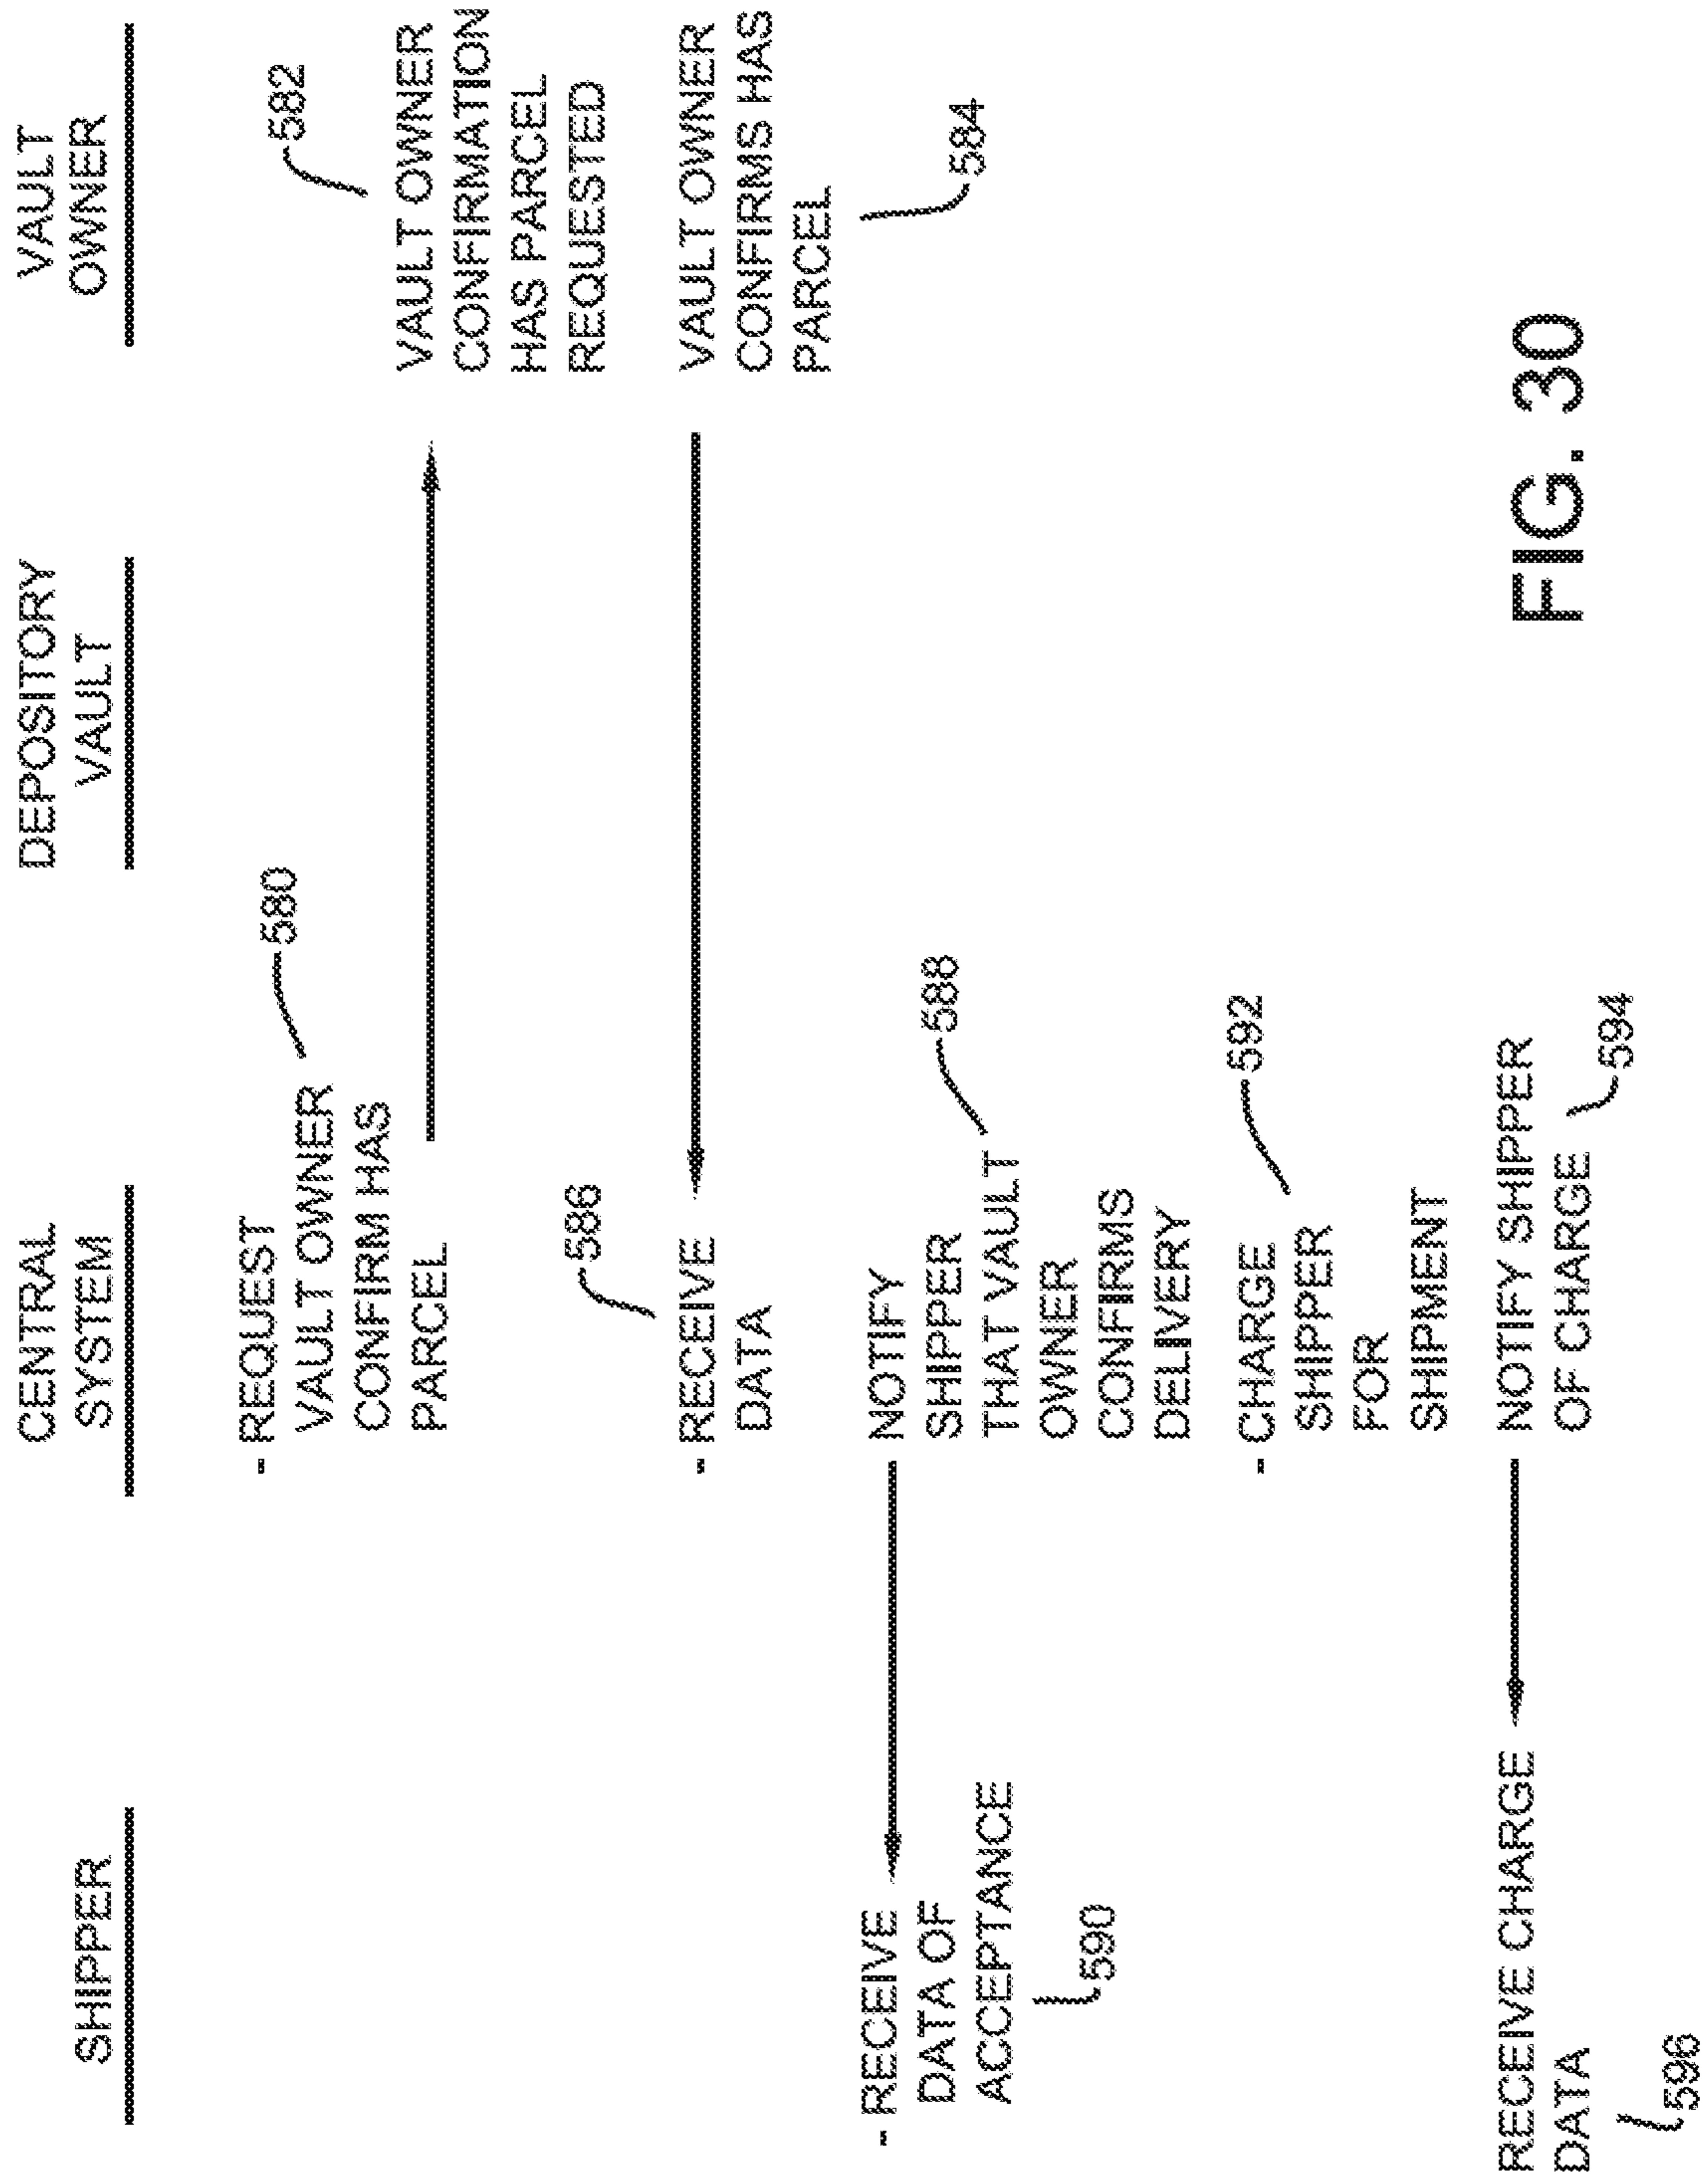 SHIPPER
CENTRAL
SYSTEM
DEPOSITORY
VAULT
VAULT
OWNER
- REQUEST
VAULT OWNER
CONFIRM HAS
PARCEL
580
582
VAULT OWNER
CONFIRMATION
HAS PARCEL
REQUESTED
586
- RECEIVE
DATA
VAULT OWNER
CONFIRMS HAS
PARCEL
584
- RECEIVE
DATA OF
ACCEPTANCE
590
NOTIFY
SHIPPER
THAT VAULT
OWNER
CONFIRMS
DELIVERY
588
- CHARGE
SHIPPER
FOR
SHIPMENT
592
RECEIVE CHARGE
DATA
596
NOTIFY SHIPPER
OF CHARGE
594
FIG. 30